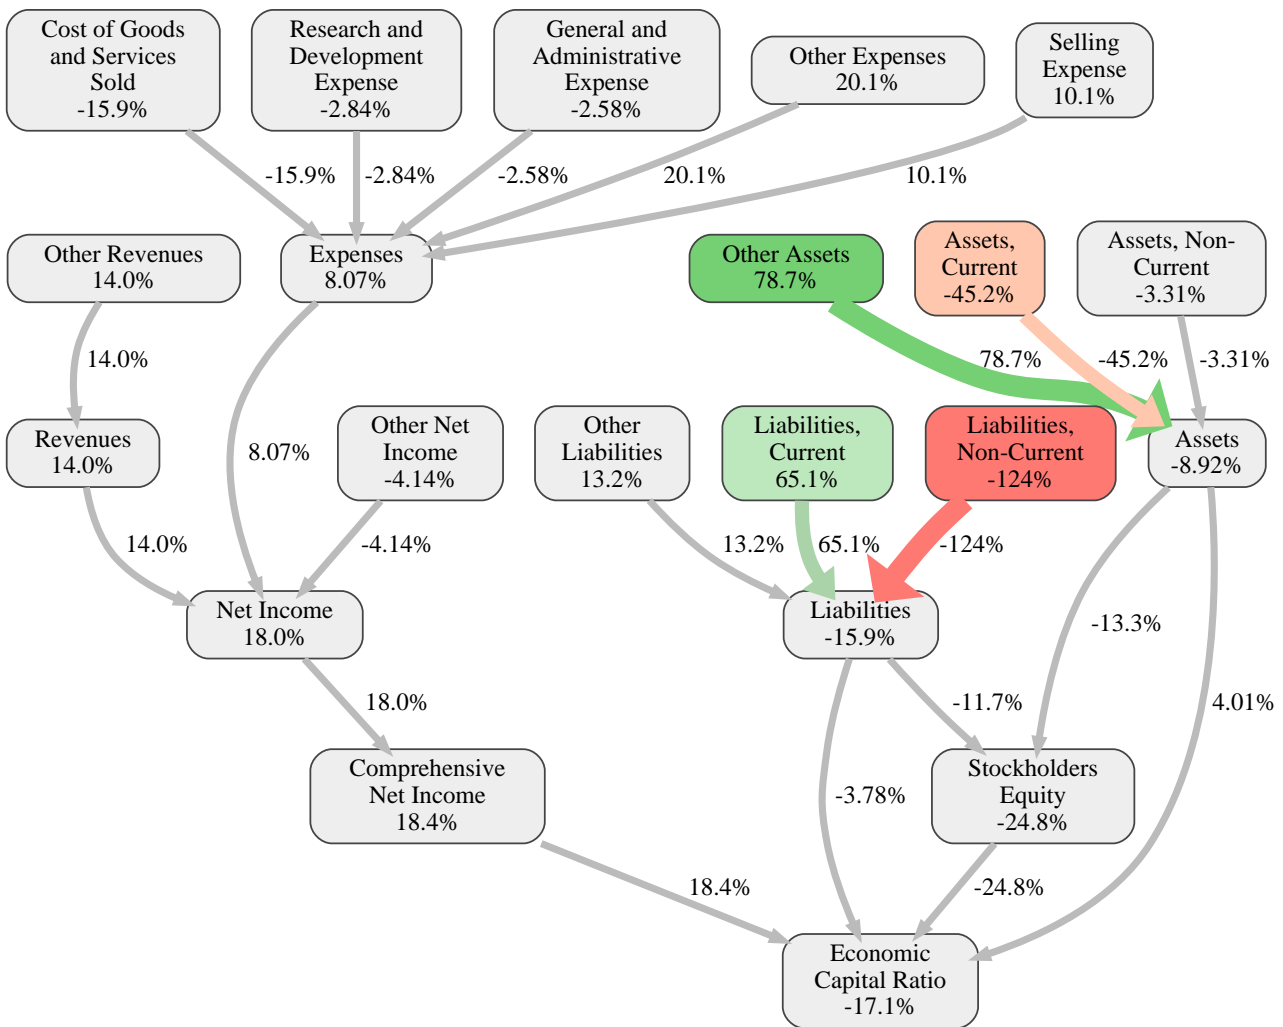 Cost of Goods
and Services
Sold
-15.9%
Research and
Development
Expense
-2.84%
General and
Administrative
Expense
-2.58%
Other Expenses
20.1%
Selling
Expense
10.1%
-15.9%
-2.84%
-2.58%
20.1%
10.1%
Other Revenues
14.0%
Expenses
8.07%
Other Assets
78.7%
Assets,
Current
-45.2%
Assets, Non-
Current
-3.31%
14.0%
78.7%
-45.2%
-3.31%
Revenues
14.0%
8.07%
Other Net
Income
-4.14%
Other
Liabilities
13.2%
Liabilities,
Current
65.1%
Liabilities,
Non-Current
-124%
Assets
-8.92%
14.0%
-4.14%
13.2%
65.1%
-124%
Net Income
18.0%
Liabilities
-15.9%
-13.3%
18.0%
-11.7%
4.01%
Comprehensive
Net Income
18.4%
-3.78%
Stockholders
Equity
-24.8%
18.4%
-24.8%
Economic
Capital Ratio
-17.1%